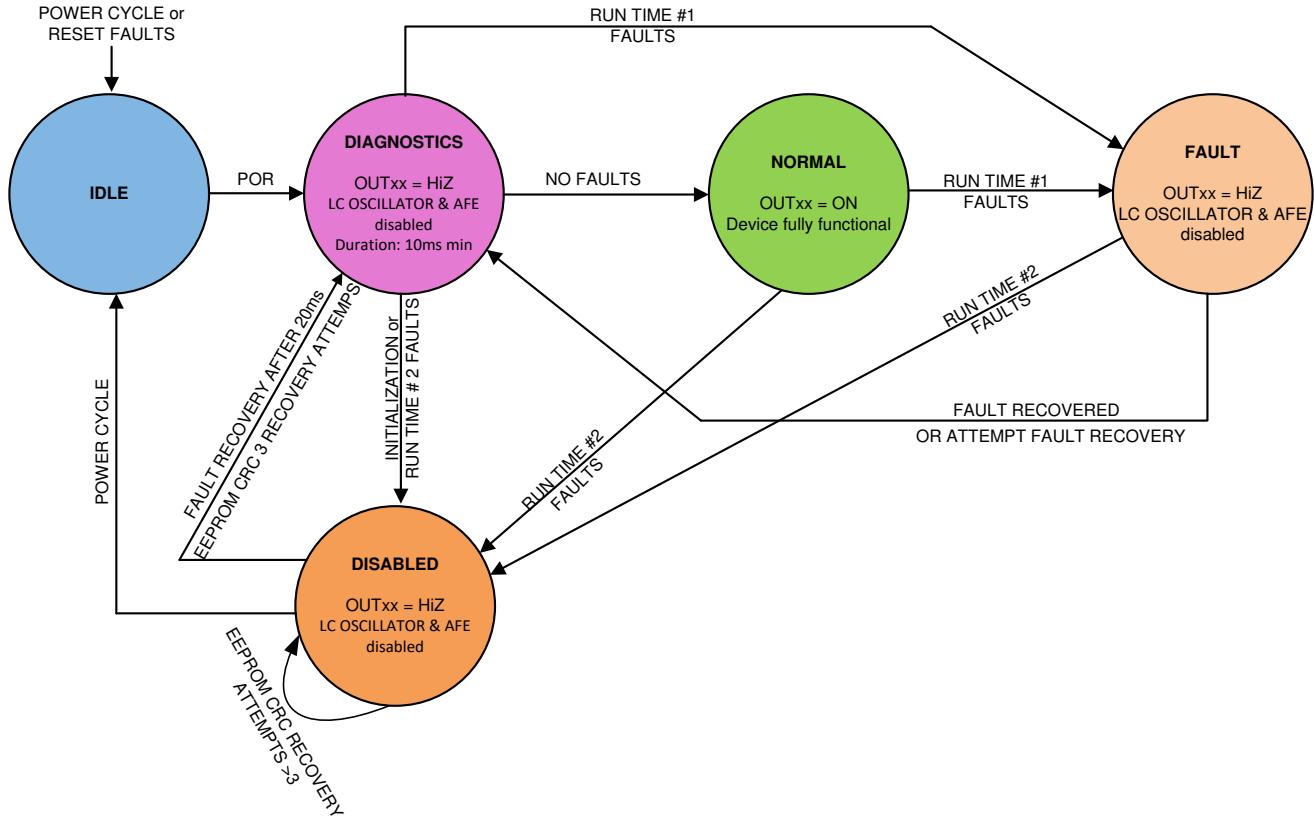 POWER CYCLE or
RESET FAULTS
RUN TIME #1
FAULTS
IDLE
POR
DIAGNOSTICS
OUTxx = HiZ
LC OSCILLATOR & AFE
disabled
Duration: 10ms min
NO FAULTS
NORMAL
OUTxx = ON
Device fully functional
RUN TIME #1
FAULTS
FAULT
OUTxx = HiZ
LC OSCILLATOR & AFE
disabled
POWER CYCLE
FAULT RECOVERY AFTER 20ms
EEPROM CRC 3 RECOVERY ATTEMPS
INITIALIZATION or
RUN TIME # 2 FAULTS
RUN TIME #2
FAULTS
RUN TIME #2
FAULTS
FAULT RECOVERED
OR ATTEMPT FAULT RECOVERY
DISABLED
OUTxx = HiZ
LC OSCILLATOR & AFE
disabled
EEPROM CRC RECOVERY
ATTEMPTS >3